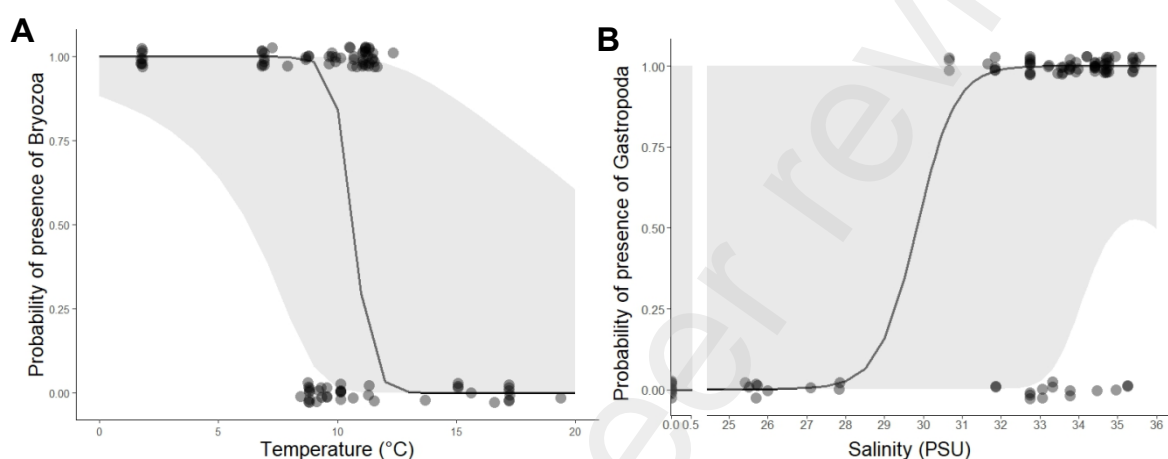 A
Probability of presence of Bryozoa
1.00
0.75
0.50
0.25
0.00
0
5
10
15
20
Temperature (°C)
B
Probability of presence of Gastropoda
1.00
0.75
0.50
0.25
0.00
0.0 0.5 25 26 27 28 29 30 31 32 33 34 35 36
Salinity (PSU)
eer rev